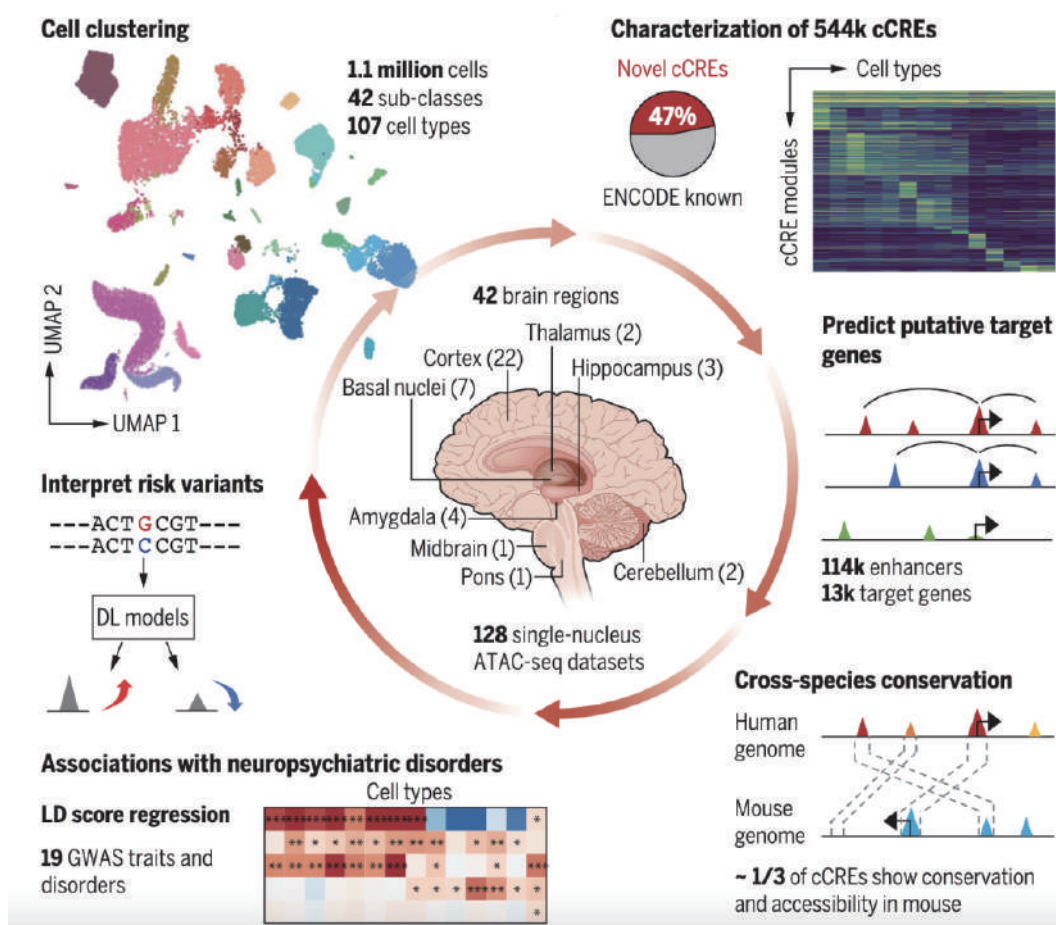 Cell clustering
1.1 million cells
42 sub-classes
107 cell types
UMAP 2
UMAP 1
Characterization of 544k cCREs
Novel cCREs
47%
ENCODE known
Cell types
cCRE modules
42 brain regions
Thalamus (2)
Cortex (22)
Hippocampus (3)
Basal nuclei (7)
Amygdala (4)
Midbrain (1)
Pons (1)
Cerebellum (2)
128 single-nucleus
ATAC-seq datasets
Predict putative target
genes
114k enhancers
13k target genes
Interpret risk variants
---ACTGCGT---
---ACTCCGT---
DL models
Cross-species conservation
Human
genome
Mouse
genome
~ 1/3 of cCREs show conservation
and accessibility in mouse
Associations with neuropsychiatric disorders
Cell types
LD score regression
19 GWAS traits and
disorders